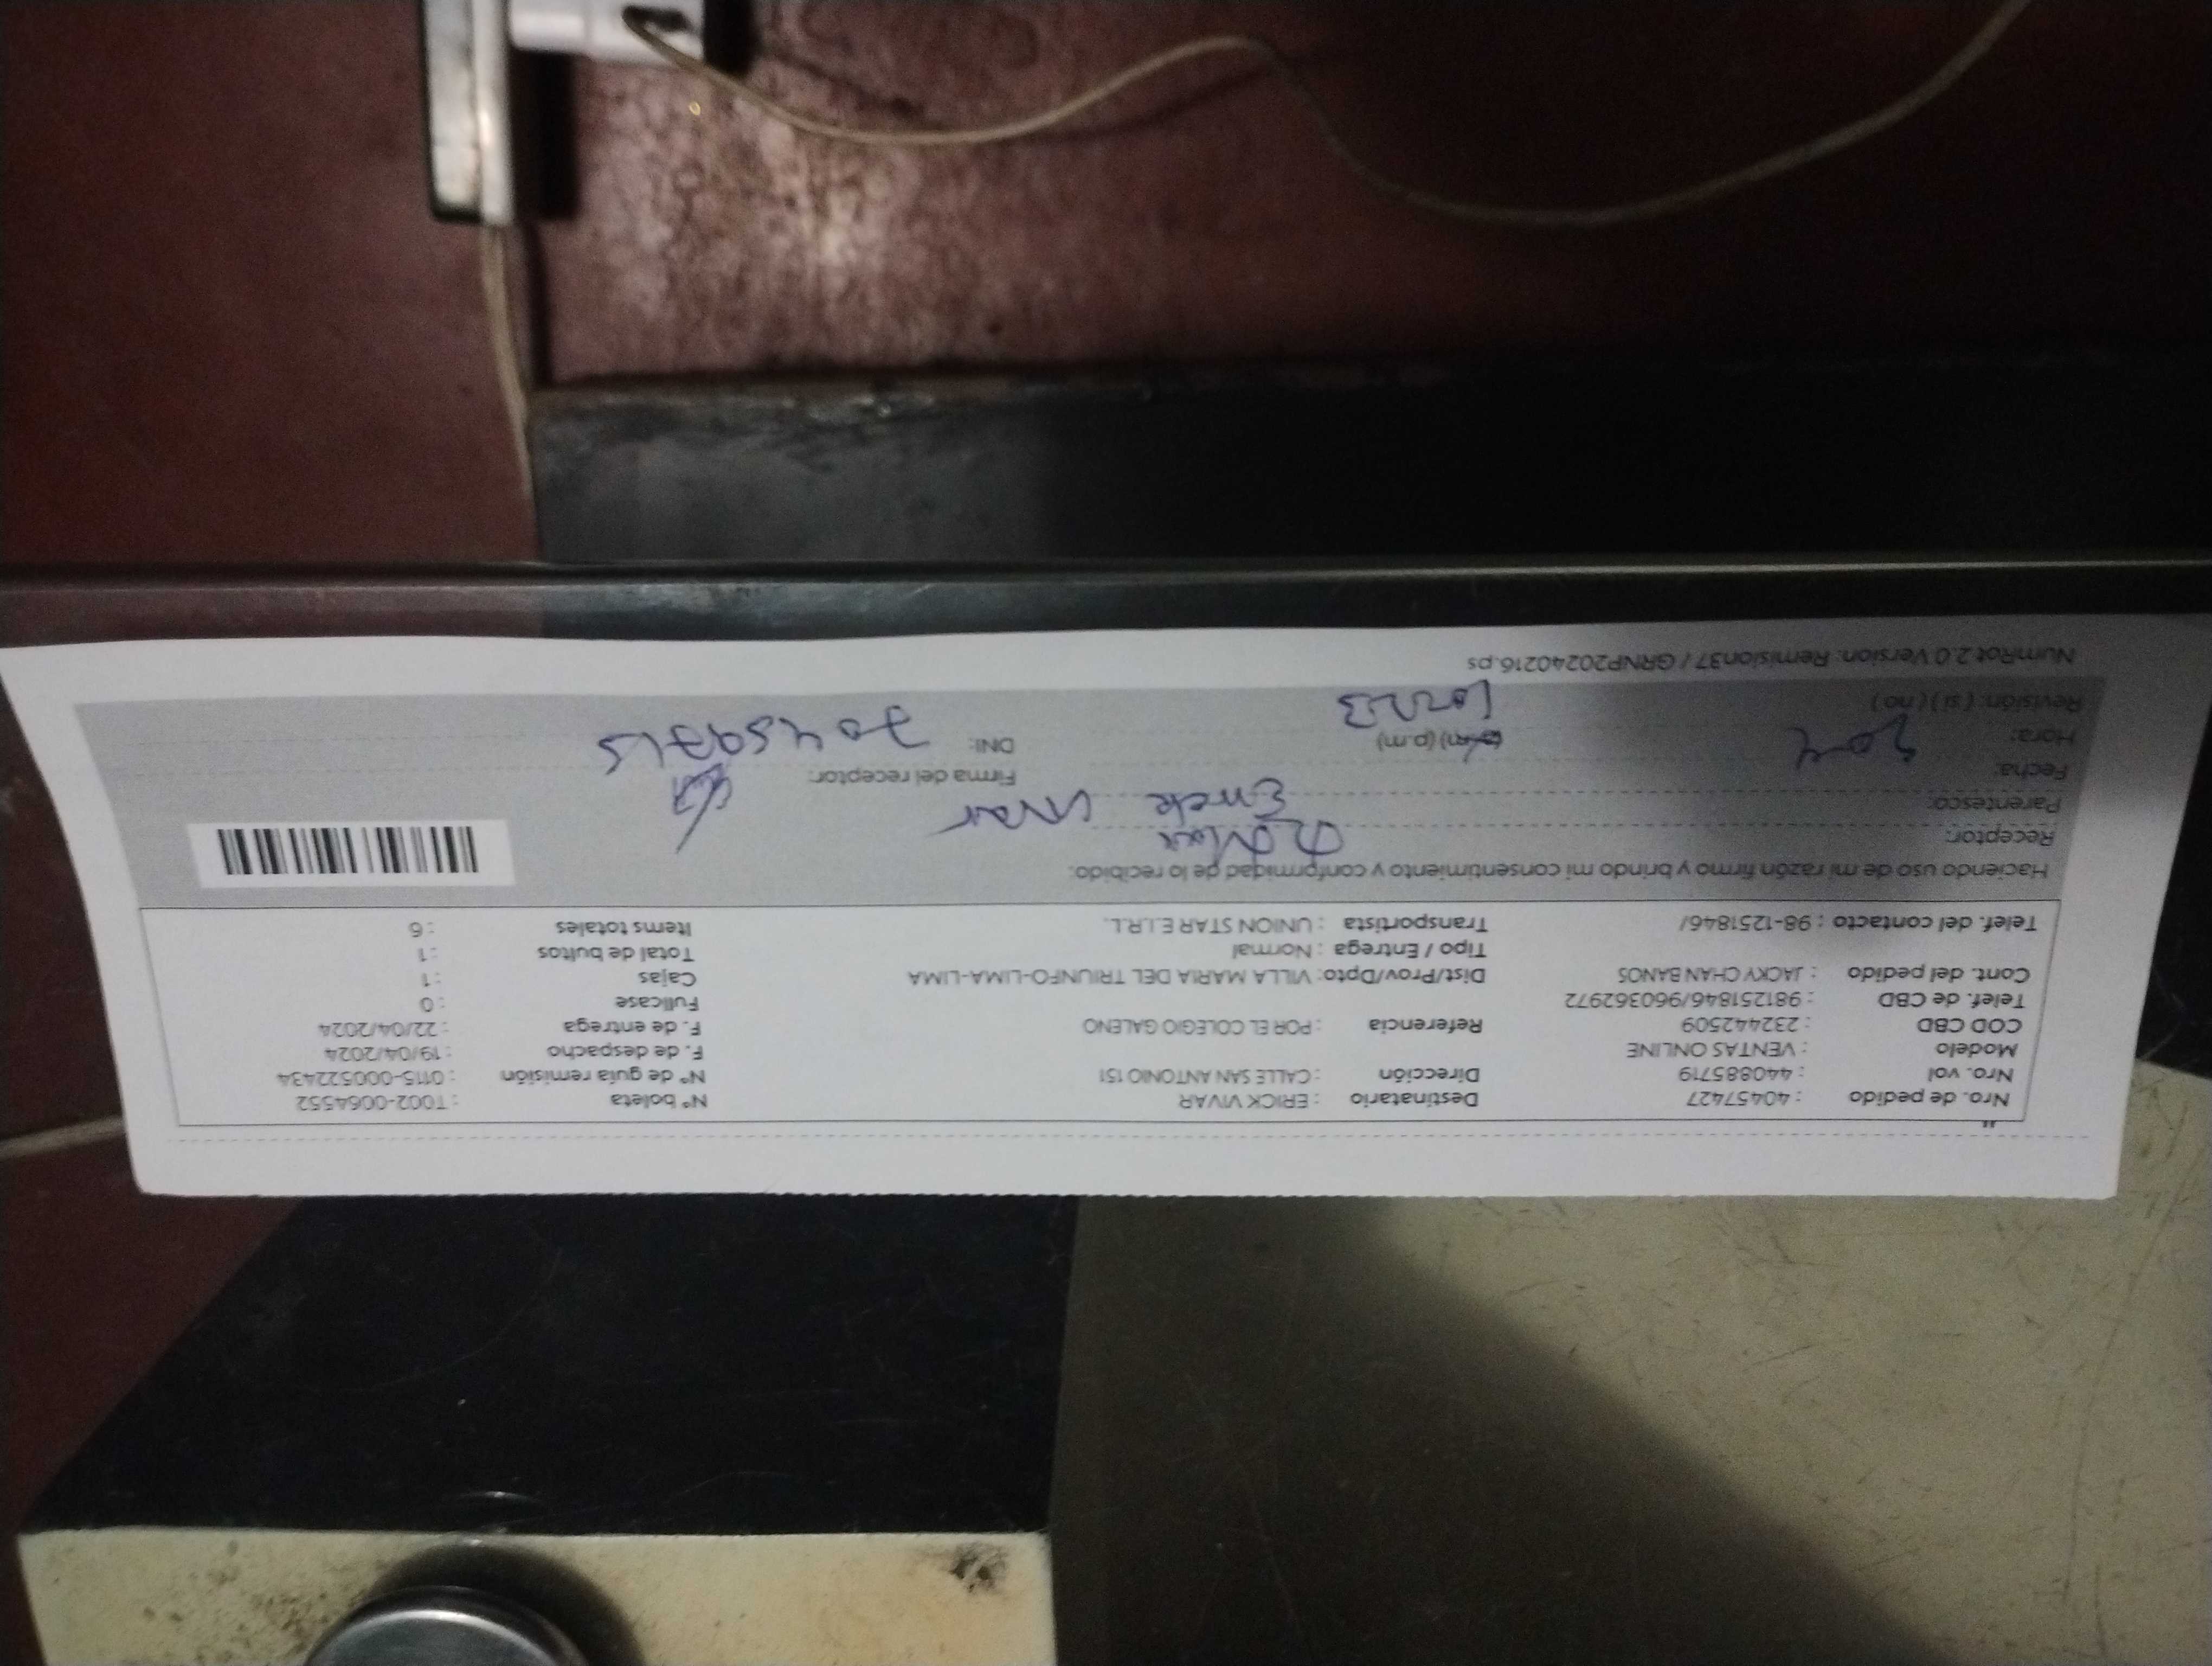 Nro. de pedido : 40457427 Destinatario : ERICK VIVAR N° boleta : T002-0064552
Nro. vol : 440885719 Dirección : CALLE SAN ANTONIO 151 N° de guía remisión : 0115-000522434
Modelo : VENTAS ONLINE F. de despacho : 19/04/2024
COD CBD : 232442509 Referencia : POR EL COLEGIO GALENO F. de entrega : 22/04/2024
Telef. de CBD : 981251846/960362972 Fullcase : 0
Cont. del pedido : JACKY CHAN BANOS Dist/Prov/Dpto: VILLA MARIA DEL TRIUNFO-LIMA-LIMA Cajas : 1
Tipo / Entrega : Normal Total de bultos : 1
Telef. del contacto : 98-1251846/ Transportista : UNION STAR E.I.R.L. Items totales : 6
Haciendo uso de mi razón firmo y brindo mi consentimiento y conformidad de lo recibido:
Receptor:
Parentesco:
Fecha: Firma del receptor:
Hora: (a.m) (p.m) DNI:
Revisión: ( si ) ( no )
NumRot 2.0 Version: Remision37 / GRNP20240216.ps